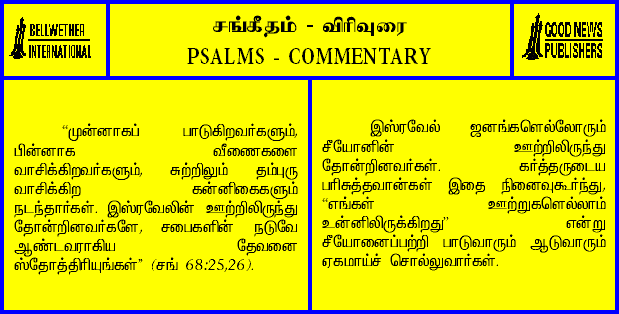 BELLWETHER
INTERNATIONAL
சங்கீதம் - விரிவுரை
PSALMS - COMMENTARY
GOOD NEWS
PUBLISHERS
“முன்னாகப் பாடுகிறவர்களும்,
பின்னாக வீணைகளை
வாசிக்கிறவர்களும், சுற்றிலும் தம்புரு
வாசிக்கிற கன்னிகைகளும்
நடந்தார்கள். இஸ்ரவேலின் ஊற்றிலிருந்து
தோன்றினவர்களே, சபைகளின் நடுவே
ஆண்டவராகிய தேவனை
ஸ்தோத்திரியுங்கள்” (சங் 68:25,26).
இஸ்ரவேல் ஜனங்களெல்லோரும்
சீயோனின் ஊற்றிலிருந்து
தோன்றினவர்கள். கர்த்தருடைய
பரிசுத்தவான்கள் இதை நினைவுகூர்ந்து,
“எங்கள் ஊற்றுகளெல்லாம்
உன்னிலிருக்கிறது” என்று
சீயோனைப்பற்றி பாடுவாரும் ஆடுவாரும்
ஏகமாய்ச் சொல்லுவார்கள்.